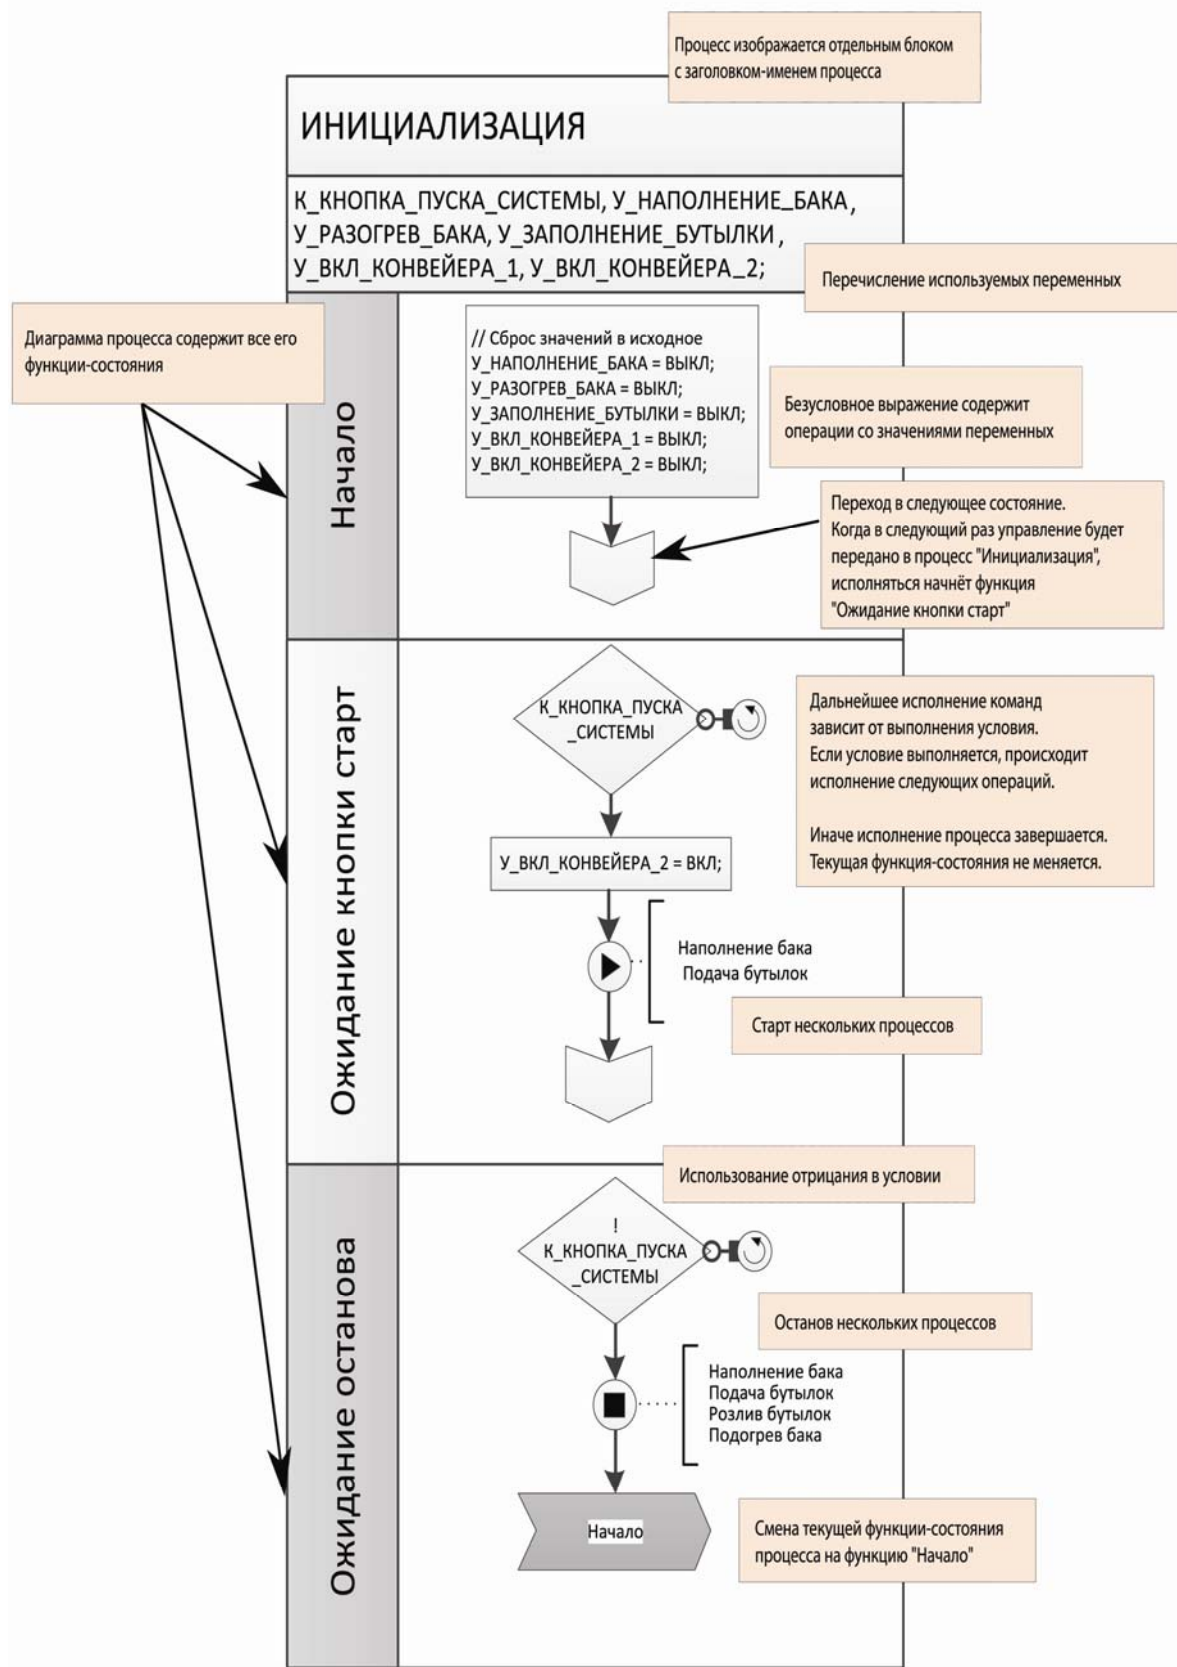 Процесс изображается отдельным блоком
с заголовком-именем процесса
ИНИЦИАЛИЗАЦИЯ
К_КНОПКА_ПУСКА_СИСТЕМЫ, У_НАПОЛНЕНИЕ_БАКА,
У_РАЗОГРЕВ_БАКА, У_ЗАПОЛНЕНИЕ_БУТЫЛКИ,
У_ВКЛ_КОНВЕЙЕРА_1, У_ВКЛ_КОНВЕЙЕРА_2;
Перечисление используемых переменных
Диаграмма процесса содержит все его
функции-состояния
Начало
// Сброс значений в исходное
У_НАПОЛНЕНИЕ_БАКА = ВЫКЛ;
У_РАЗОГРЕВ_БАКА = ВЫКЛ;
У_ЗАПОЛНЕНИЕ_БУТЫЛКИ = ВЫКЛ;
У_ВКЛ_КОНВЕЙЕРА_1 = ВЫКЛ;
У_ВКЛ_КОНВЕЙЕРА_2 = ВЫКЛ;
Безусловное выражение содержит
операции со значениями переменных
Переход в следующее состояние.
Когда в следующий раз управление будет
передано в процесс "Инициализация",
исполняться начнёт функция
"Ожидание кнопки старт"
Ожидание кнопки старт
К_КНОПКА_ПУСКА
_СИСТЕМЫ
Дальнейшее исполнение команд
зависит от выполнения условия.
Если условие выполняется, происходит
исполнение следующих операций.
Иначе исполнение процесса завершается.
Текущая функция-состояния не меняется.
У_ВКЛ_КОНВЕЙЕРА_2 = ВКЛ;
Наполнение бака
Подача бутылок
Старт нескольких процессов
Использование отрицания в условии
Ожидание останова
!
К_КНОПКА_ПУСКА
_СИСТЕМЫ
Останов нескольких процессов
Наполнение бака
Подача бутылок
Розлив бутылок
Подогрев бака
Начало
Смена текущей функции-состояния
процесса на функцию "Начало"